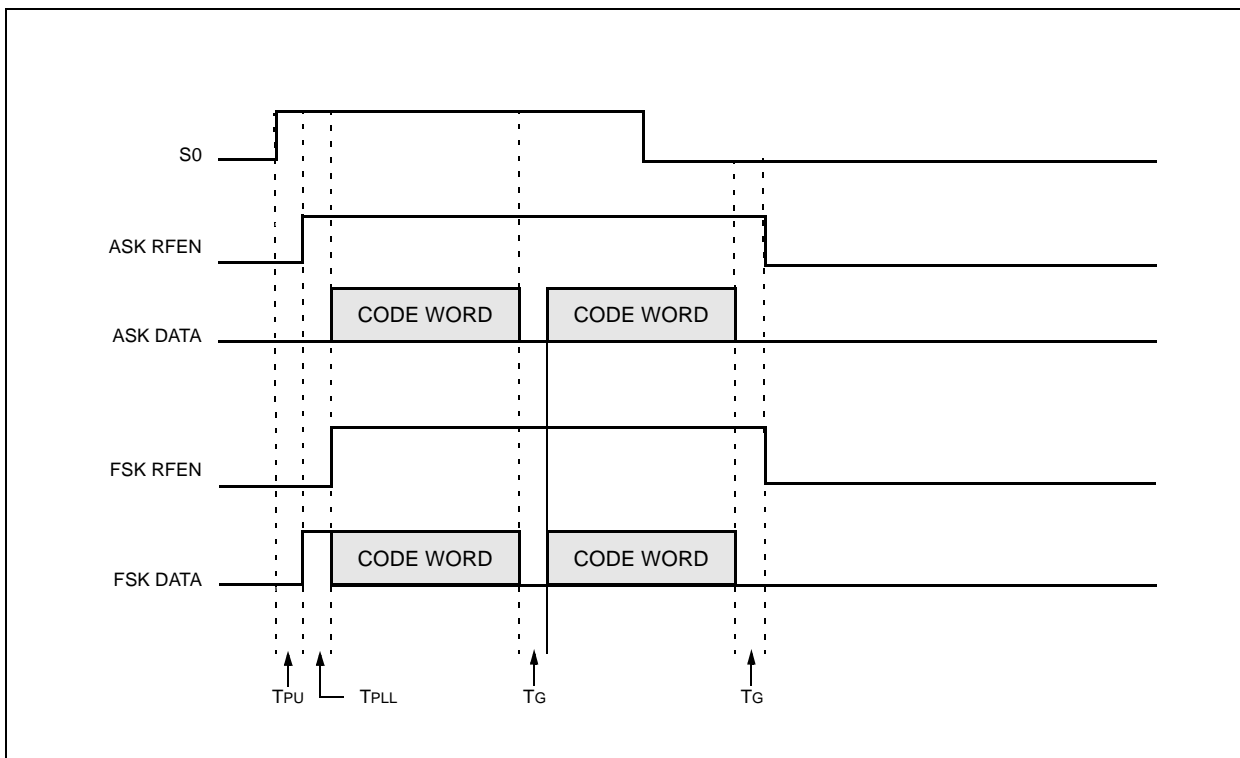 S0
ASK RFEN
CODE WORD CODE WORD
ASK DATA
FSK RFEN
CODE WORD CODE WORD
FSK DATA
TPU TPLL TG TG